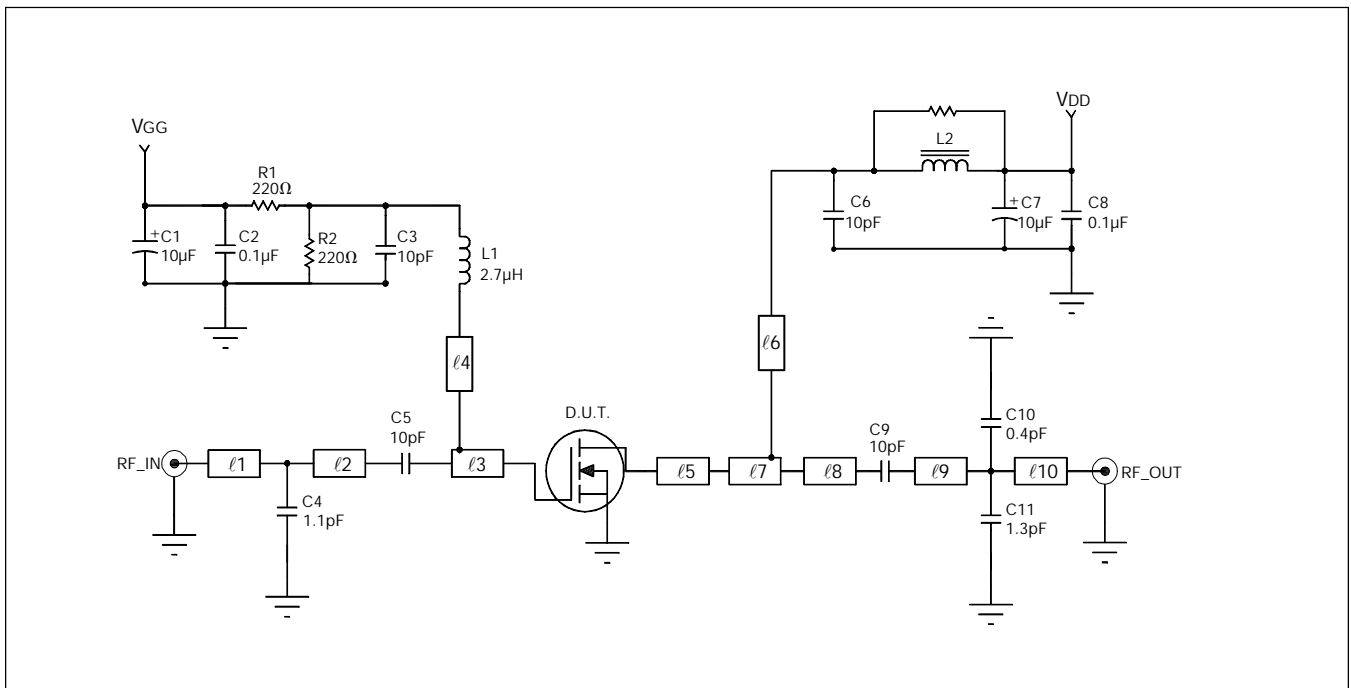 VGG
R1
220Ω
+
C1
10µF
C2
0.1µF
R2
220Ω
C3
10pF
L1
2.7µH
ℓ4
RF_IN
ℓ1
C4
1.1pF
ℓ2
C5
10pF
ℓ3
D.U.T.
ℓ5
ℓ7
ℓ6
ℓ8
C9
10pF
ℓ9
C10
0.4pF
C11
1.3pF
ℓ10
RF_OUT
VDD
L2
C6
10pF
+
C7
10µF
C8
0.1µF